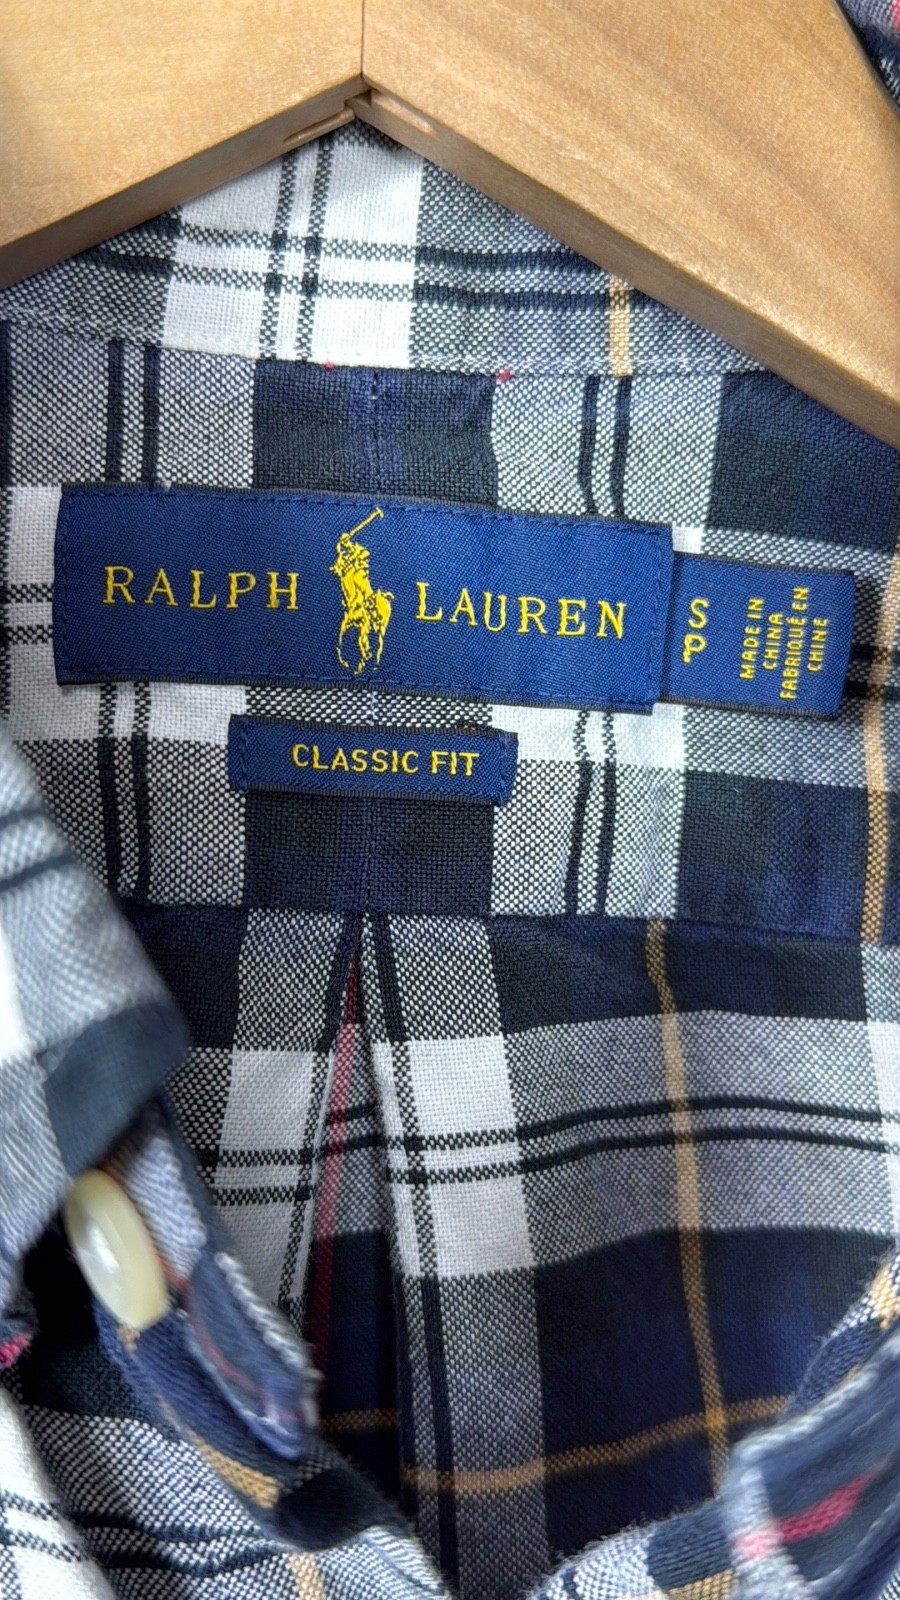 RALPH LAUREN
S
P
MADE IN
CHINA
FABRIQUÉ EN
CHINE
CLASSIC FIT